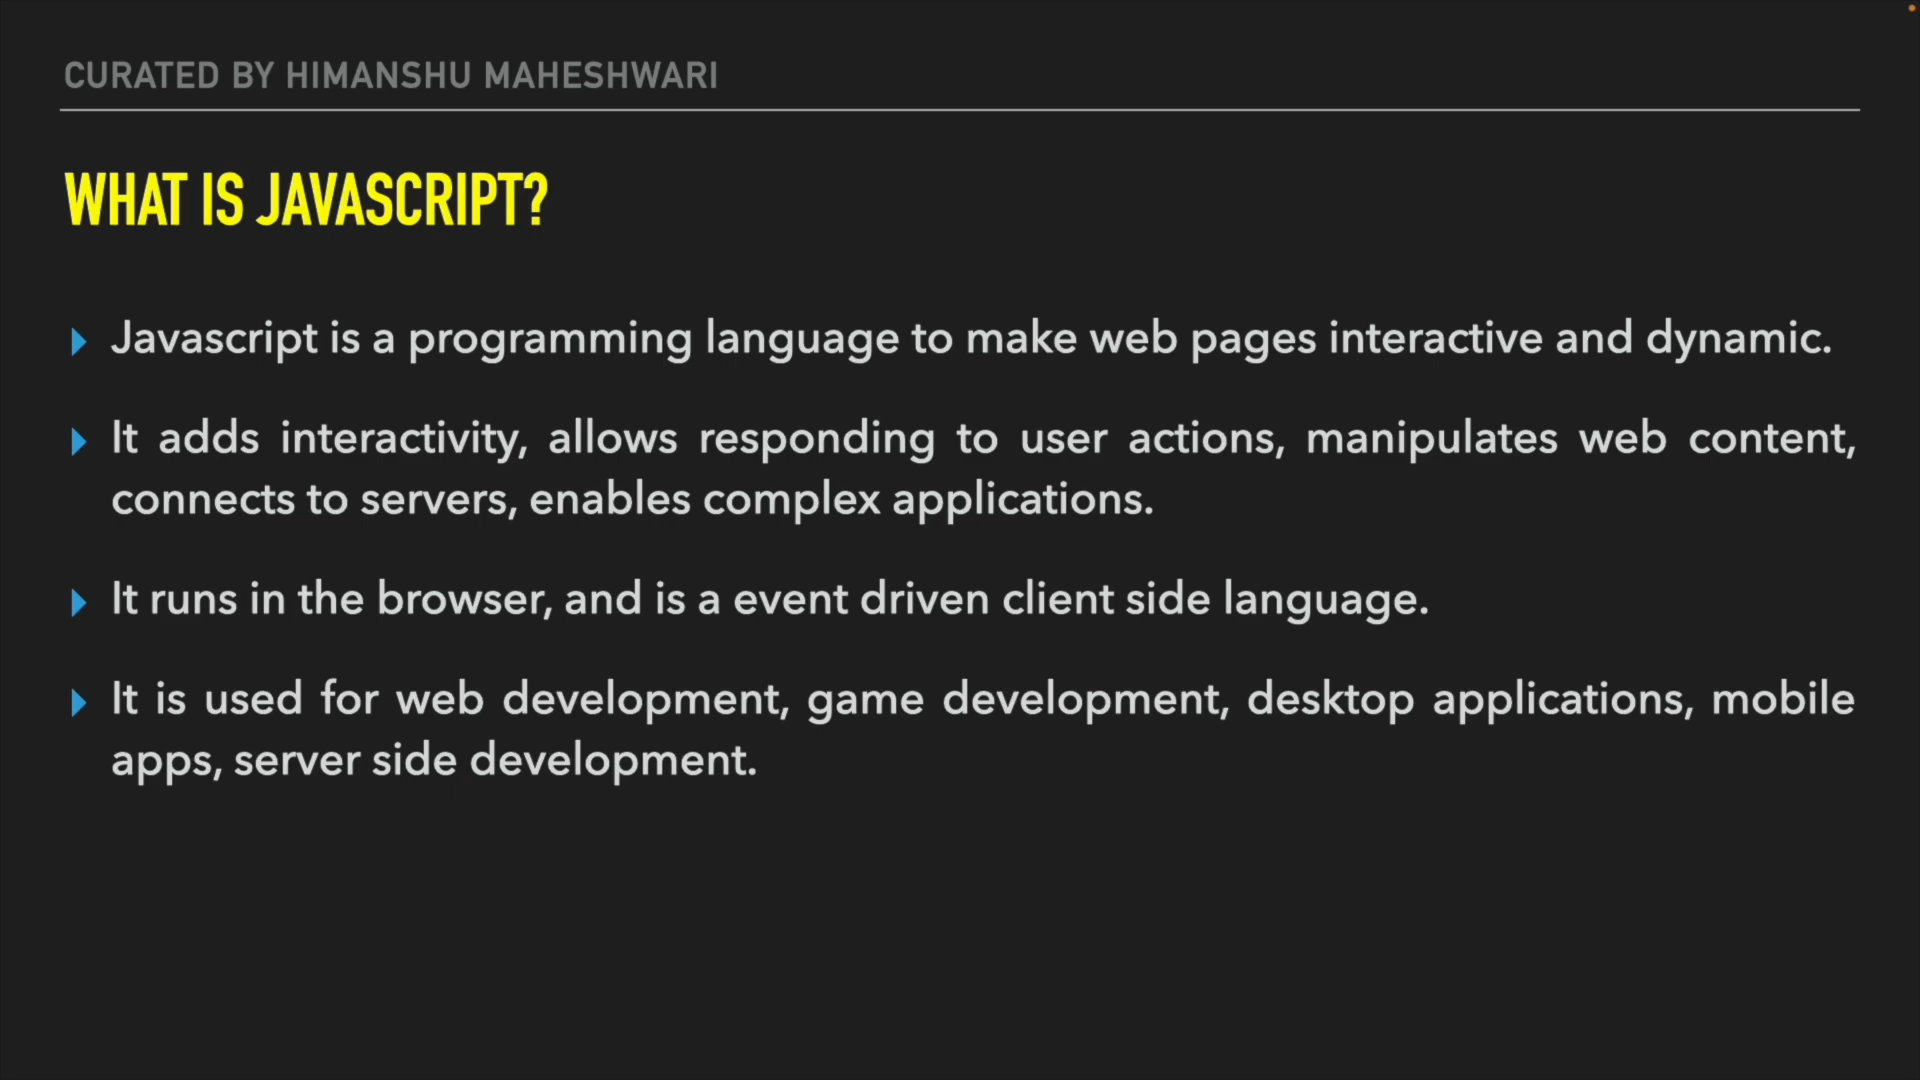 CURATED BY HIMANSHU MAHESHWARI
WHAT IS JAVASCRIPT?
Javascript is a programming language to make web pages interactive and dynamic.
It adds interactivity, allows responding to user actions, manipulates web content,
connects to servers, enables complex applications.
It runs in the browser, and is a event driven client side language.
It is used for web development, game development, desktop applications, mobile
apps, server side development.